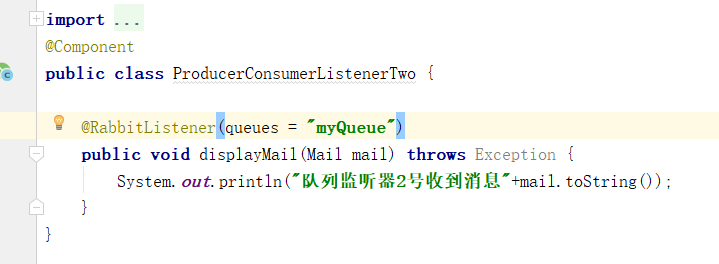 import ...
@Component
public class ProducerConsumerListenerTwo {
@RabbitListener(queues = "myQueue")
public void displayMail(Mail mail) throws Exception {
System.out.println("队列监听器2号收到消息"+mail.toString());
}
}